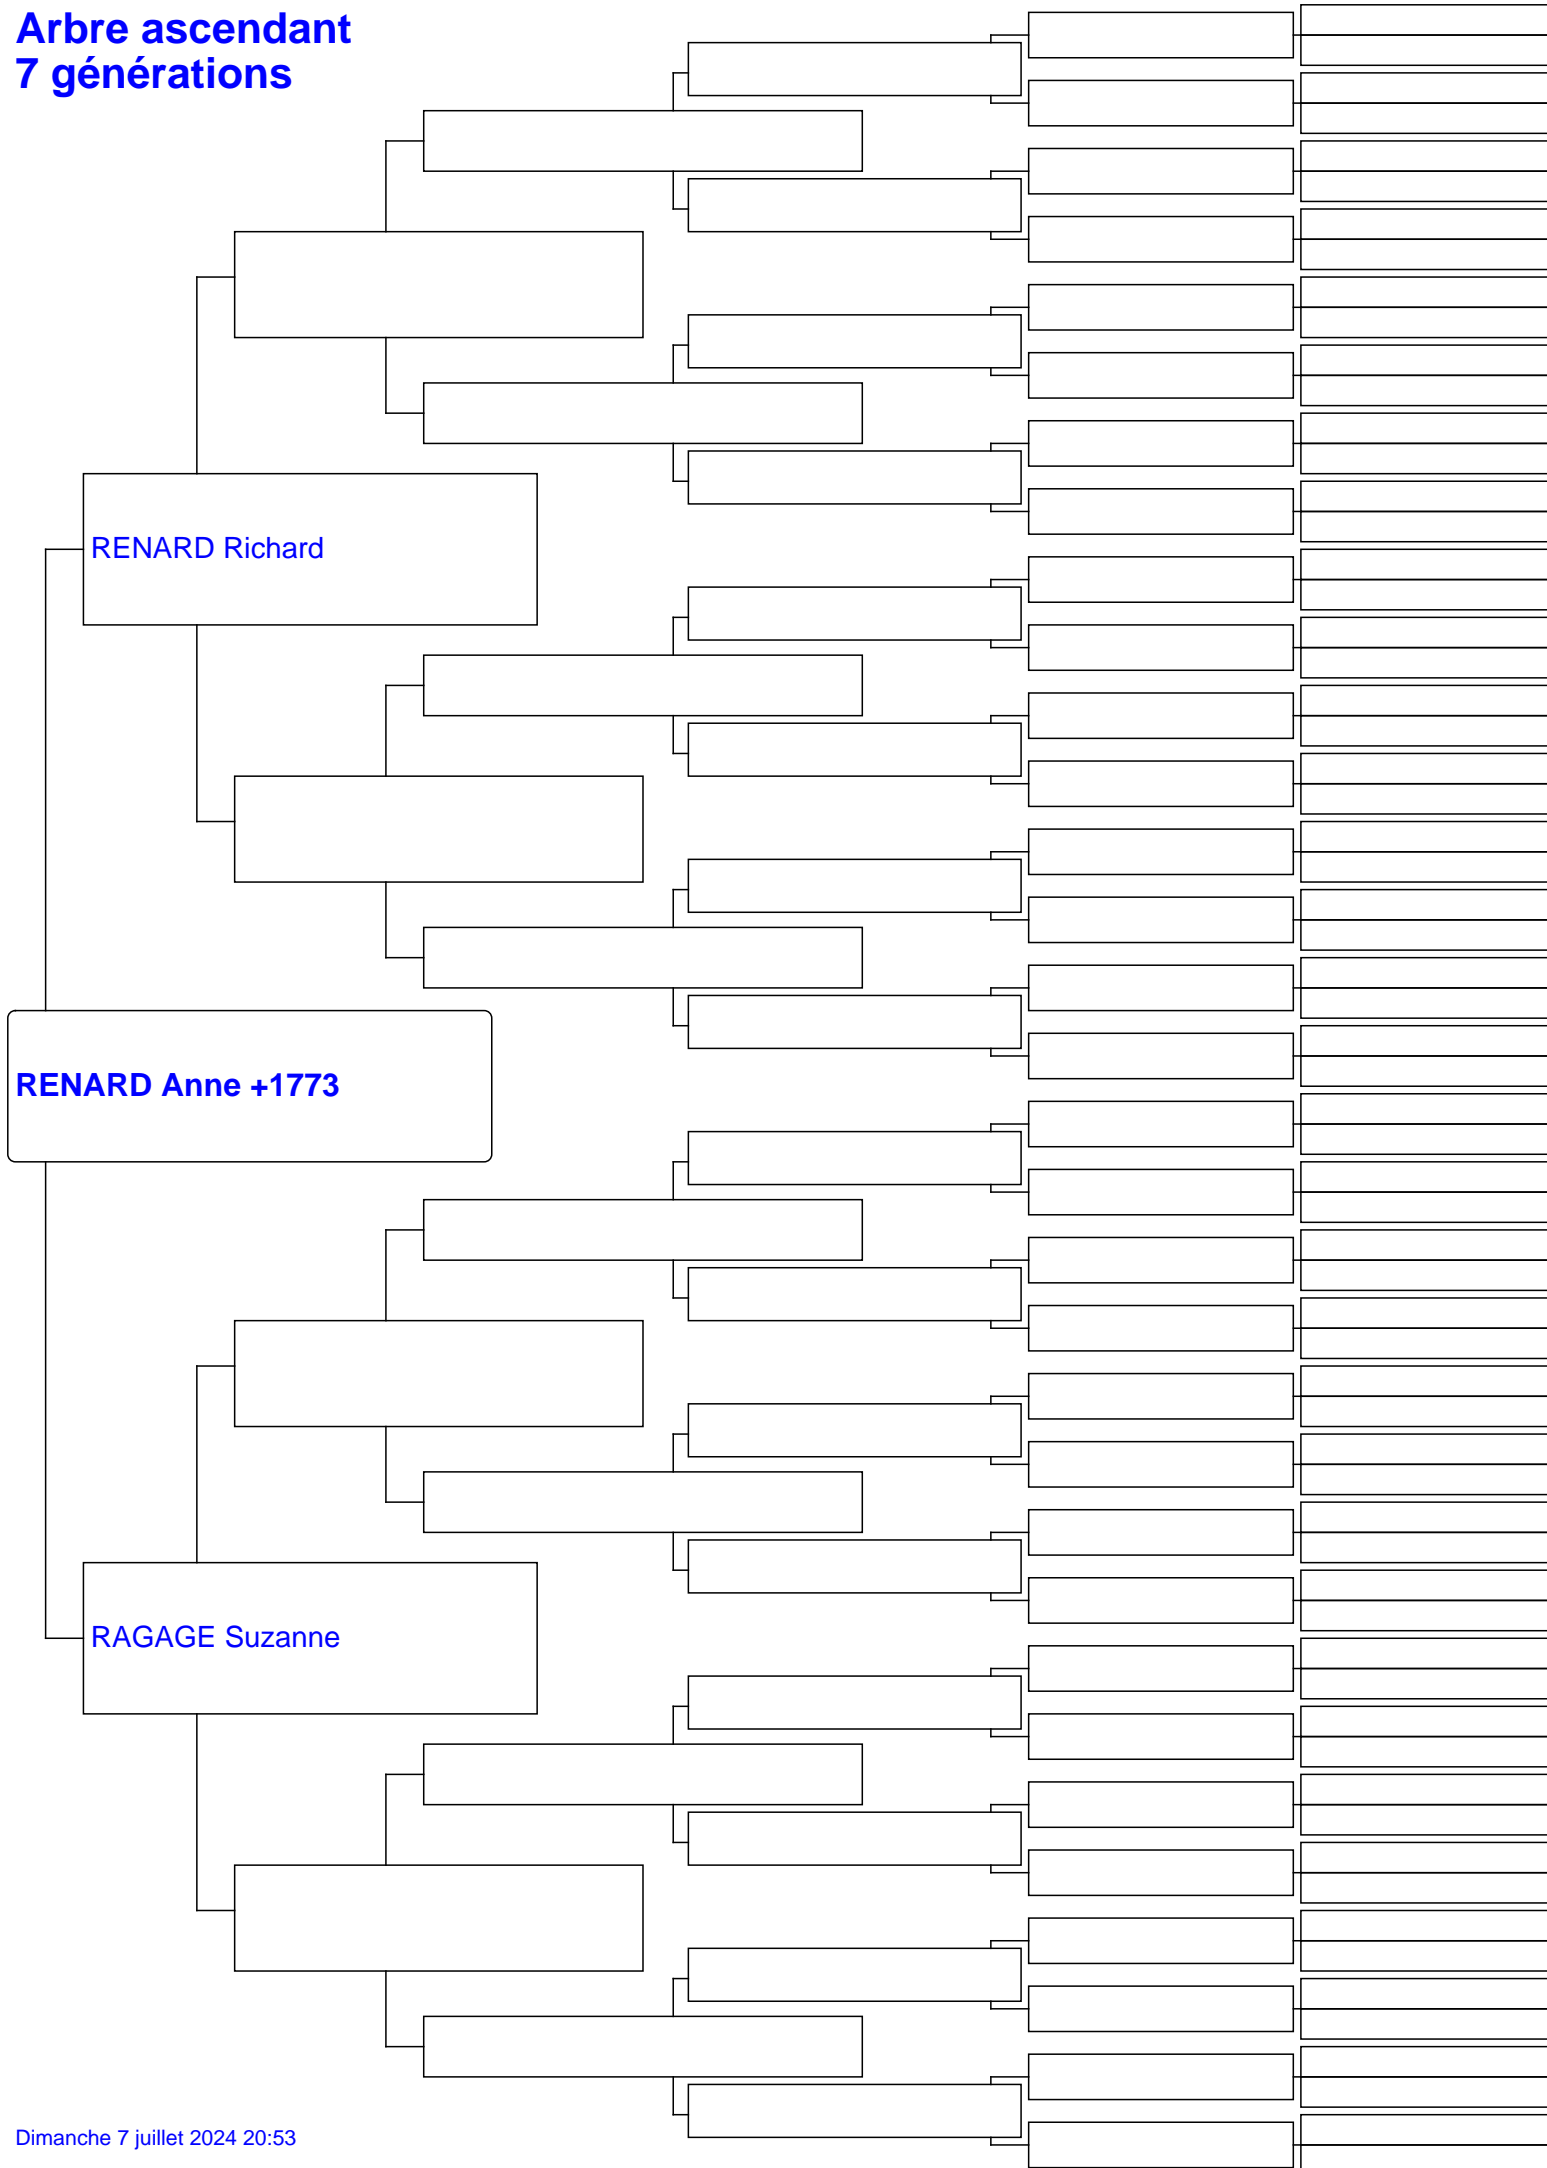 Arbre ascendant
7 générations
RENARD Richard
RENARD Anne +1773
RAGAGE Suzanne
Dimanche 7 juillet 2024 20:53